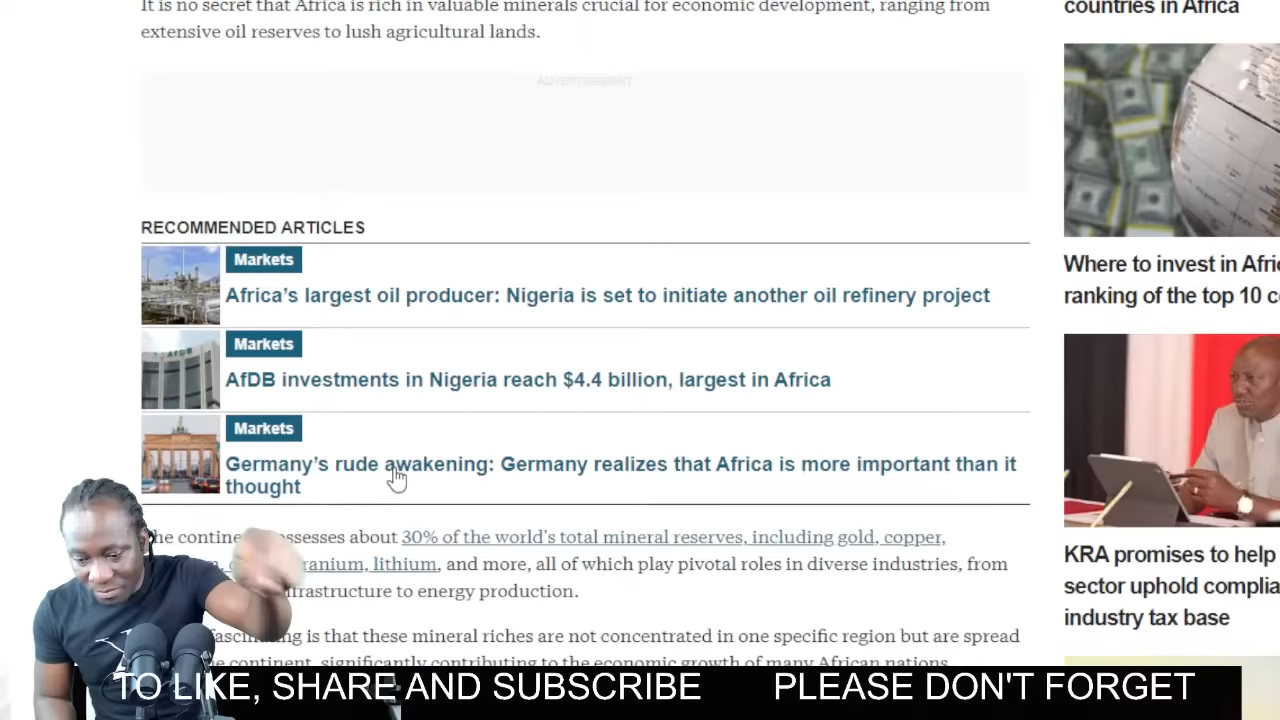 It is no secret that Africa is rich in valuable minerals crucial for economic development, ranging from
extensive oil reserves to lush agricultural lands.
ADVERTISEMENT
RECOMMENDED ARTICLES
Markets
Africa's largest oil producer: Nigeria is set to initiate another oil refinery project
Markets
AfDB investments in Nigeria reach $4.4 billion, largest in Africa
Markets
Germany's rude awakening: Germany realizes that Africa is more important than it
thought
he contine ssesses about 30% of the world's total mineral reserves, including gold, copper,
ranium, lithium, and more, all of which play pivotal roles in diverse industries, from
frastructure to energy production.
fascinating is that these mineral riches are not concentrated in one specific region but are spread
continent, significantly contributing to the economic growth of many African nations.
countries in Africa
Where to invest in Afri
ranking of the top 10 c
KRA promises to help
sector uphold complia
industry tax base
TO LIKE, SHARE AND SUBSCRIBE PLEASE DON'T FORGET